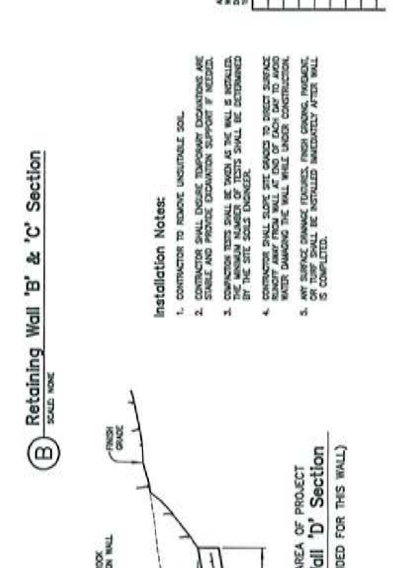 B Retaining Wall 'B' & 'C' Section
SCALE: NONE
Installation Notes:
1. CONTRACTOR TO REMOVE UNSUITABLE SOIL.
2. CONTRACTOR SHALL ENSURE TEMPORARY EXCAVATIONS ARE
STABLE AND PROVIDE EXCAVATION SUPPORT IF NEEDED.
3. COMPACTION TESTS SHALL BE TAKEN AS THE WALL IS INSTALLED.
THE MINIMUM NUMBER OF TESTS SHALL BE DETERMINED
BY THE SITE SOILS ENGINEER.
4. CONTRACTOR SHALL SLOPE SITE GRADES TO DIRECT SURFACE
RUNOFF AWAY FROM WALL AT END OF EACH DAY TO AVOID
WATER DAMAGING THE WALL WHILE UNDER CONSTRUCTION.
5. ANY SURFACE DRAINAGE FEATURES, FINISH GRADING, PAVEMENT,
OR TURF SHALL BE INSTALLED IMMEDIATELY AFTER WALL
IS COMPLETED.
FINISH
GRADE
OCK
ON WALL
AREA OF PROJECT
all 'D' Section
DED FOR THIS WALL)